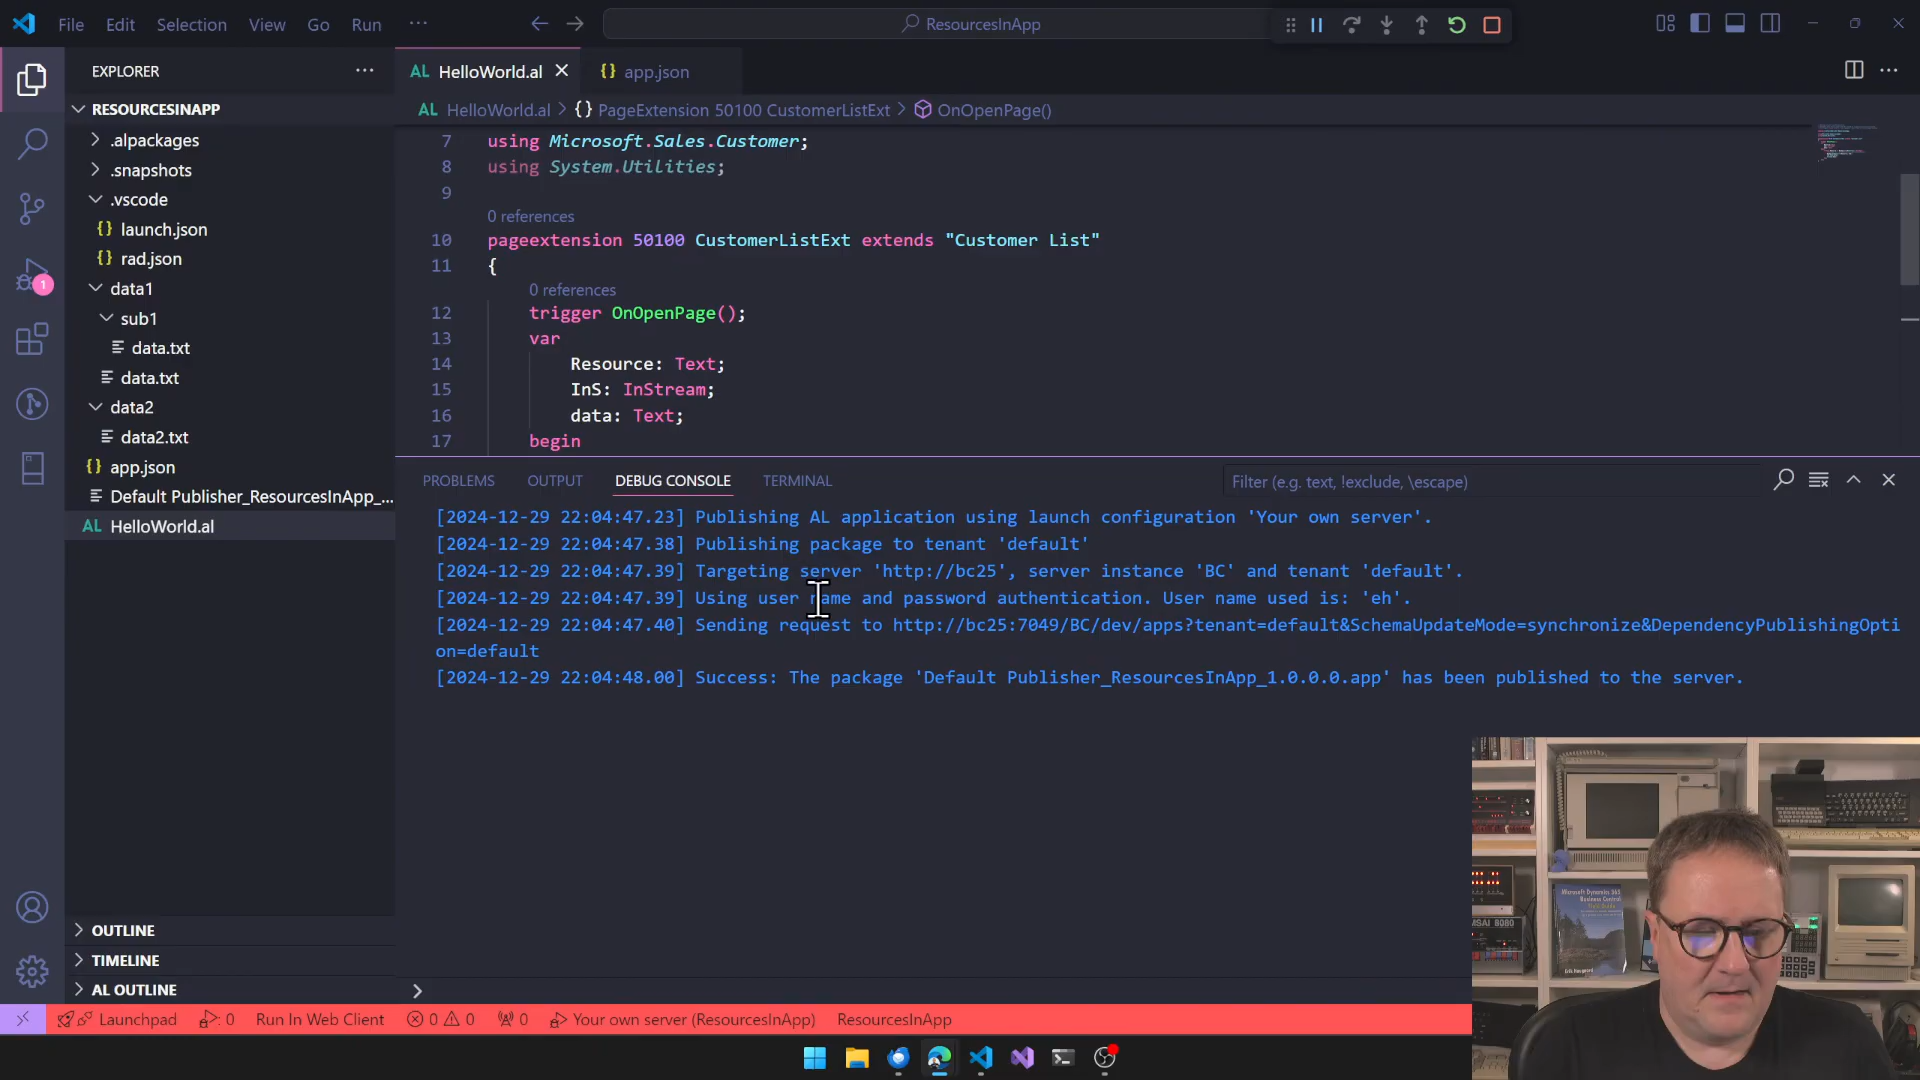 File Edit Selection View Go Run ··· ResourcesInApp
EXPLORER
RESOURCESINAPP
.alpackages
.snapshots
.vscode
{} launch.json
{} rad.json
data1
sub1
data.txt
data.txt
data2
data2.txt
{} app.json
Default Publisher_ResourcesInApp_...
AL HelloWorld.al
OUTLINE
TIMELINE
AL OUTLINE
AL HelloWorld.al
{} app.json
AL HelloWorld.al > {} PageExtension 50100 CustomerListExt > OnOpenPage()
7 using Microsoft.Sales.Customer;
8 using System.Utilities;
9
0 references
10 pageextension 50100 CustomerListExt extends "Customer List"
11 {
0 references
12 trigger OnOpenPage();
13 var
14 Resource: Text;
15 InS: InStream;
16 data: Text;
17 begin
PROBLEMS OUTPUT DEBUG CONSOLE TERMINAL Filter (e.g. text, !exclude, \escape)
[2024-12-29 22:04:47.23] Publishing AL application using launch configuration 'Your own server'.
[2024-12-29 22:04:47.38] Publishing package to tenant 'default'
[2024-12-29 22:04:47.39] Targeting server 'http://bc25', server instance 'BC' and tenant 'default'.
[2024-12-29 22:04:47.39] Using user name and password authentication. User name used is: 'eh'.
[2024-12-29 22:04:47.40] Sending request to http://bc25:7049/BC/dev/apps?tenant=default&SchemaUpdateMode=synchronize&DependencyPublishingOpti
on=default
[2024-12-29 22:04:48.00] Success: The package 'Default Publisher_ResourcesInApp_1.0.0.0.app' has been published to the server.
1
Launchpad : 0 Run In Web Client 0 0 0 Your own server (ResourcesInApp) ResourcesInApp
Microsoft Dynamics 365
Business Control